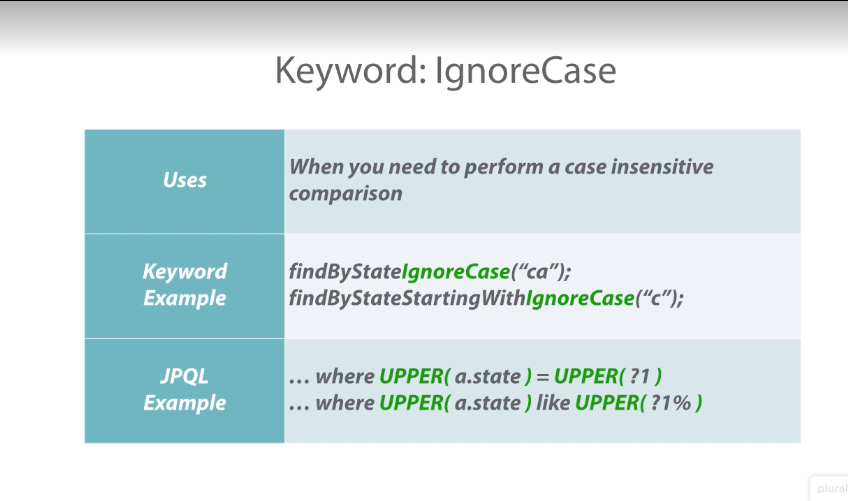 Keyword: IgnoreCase
Uses
When you need to perform a case insensitive
comparison
Keyword
Example
findByStateIgnoreCase(“ca”);
findByStateStartingWithIgnoreCase(“c”);
JPQL
Example
… where UPPER( a.state ) = UPPER( ?1 )
… where UPPER( a.state ) like UPPER( ?1% )
plural